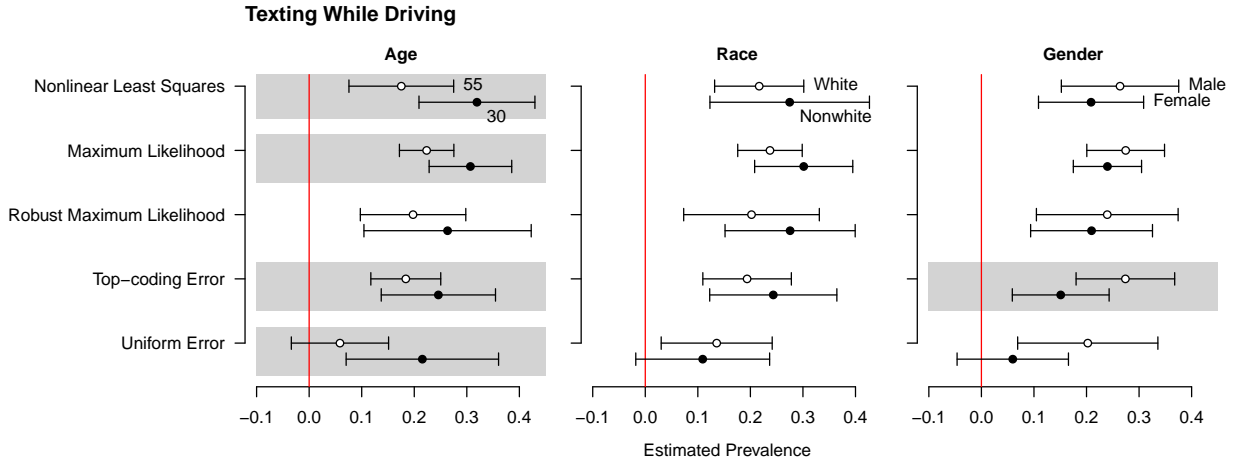 Texting While Driving
Age Race Gender
Nonlinear Least Squares
55
30
White
Nonwhite
Male
Female
Maximum Likelihood
Robust Maximum Likelihood
Top−coding Error
Uniform Error
−0.1 0.0 0.1 0.2 0.3 0.4 −0.1 0.0 0.1 0.2 0.3 0.4 −0.1 0.0 0.1 0.2 0.3 0.4
Estimated Prevalence